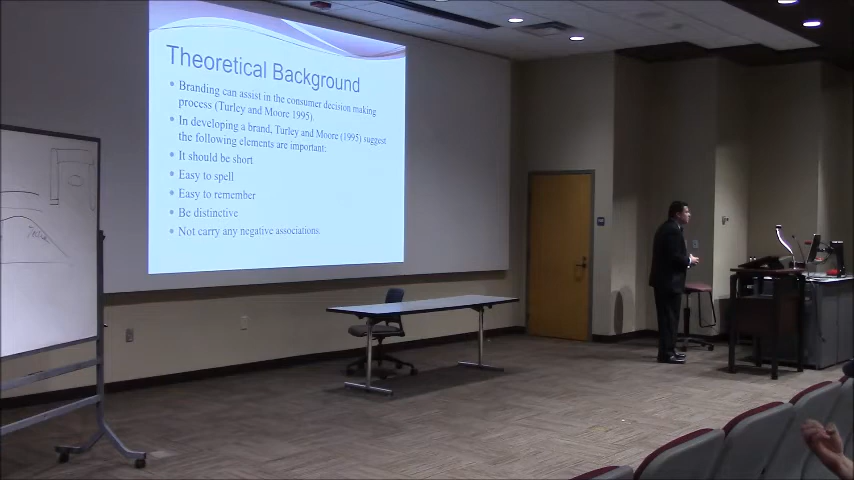 Theoretical Background
Branding can assist in the consumer decision making
process (Turley and Moore 1995)
In developing a brand, Turley and Moore (1995) suggest
the following elements are important:
It should be short
Easy to spell
Easy to remember
Be distinctive
Not carry any negative associations.